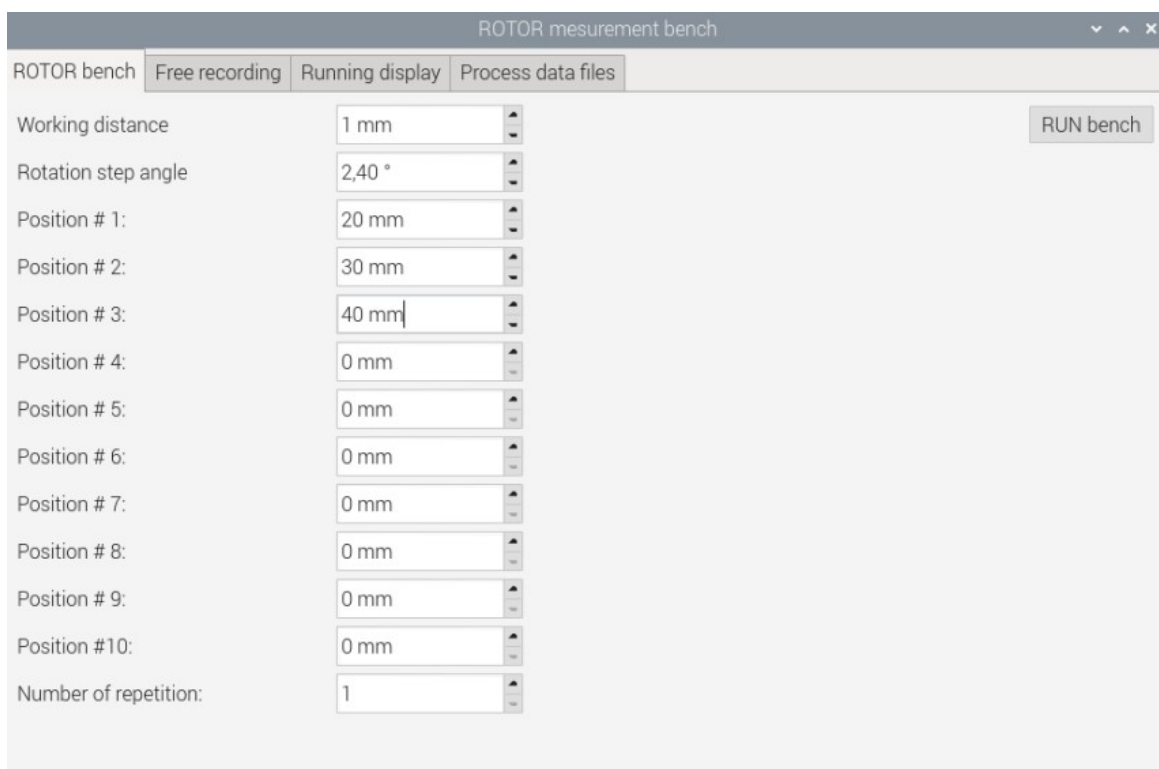 ROTOR mesurement bench
ROTOR bench Free recording Running display Process data files
Working distance 1 mm RUN bench
Rotation step angle 2,40 °
Position # 1: 20 mm
Position # 2: 30 mm
Position # 3: 40 mm
Position # 4: 0 mm
Position # 5: 0 mm
Position # 6: 0 mm
Position # 7: 0 mm
Position # 8: 0 mm
Position # 9: 0 mm
Position #10: 0 mm
Number of repetition: 1